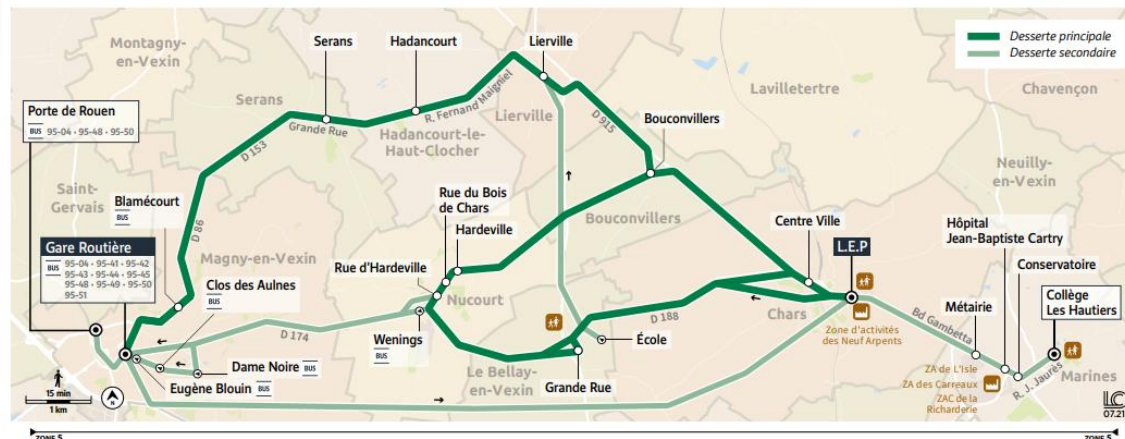 Desserte principale
Desserte secondaire
Montagny-
en-Vexin
Serans
Hadancourt
Lierville
Lavilletertre
Chavençon
Porte de Rouen
BUS 95-04 • 95-48 • 95-50
Serans
Grande Rue
R. Fernand Maigniel
Lierville
D 915
Bouconvillers
Hadancourt-le-
Haut-Clocher
D 153
Neuilly-
en-Vexin
Saint-
Gervais
Blamécourt
BUS
D 86
Rue du Bois
de Chars
Hardeville
Bouconvillers
Centre Ville
Hôpital
Jean-Baptiste Cartry
L.E.P
Gare Routière
BUS 95-04 • 95-41 • 95-42
95-43 • 95-44 • 95-45
95-48 • 95-49 • 95-50
95-51
Magny-en-Vexin
Rue d'Hardeville
Conservatoire
Clos des Aulnes
BUS
Nucourt
Métairie
Collège
Les Hautiers
D 174
Wenings
BUS
D 188
Chars
Bd Gambetta
Zone d'activités
des Neuf Arpents
École
Dame Noire BUS
Le Bellay-
en-Vexin
Grande Rue
Eugène Blouin BUS
ZA de L'Isle
ZA des Carreaux
ZAC de la
Richarderie
R. J. Jaurès
Marines
15 min
1 km
N
LC
07.21
ZONE 5
ZONE 5